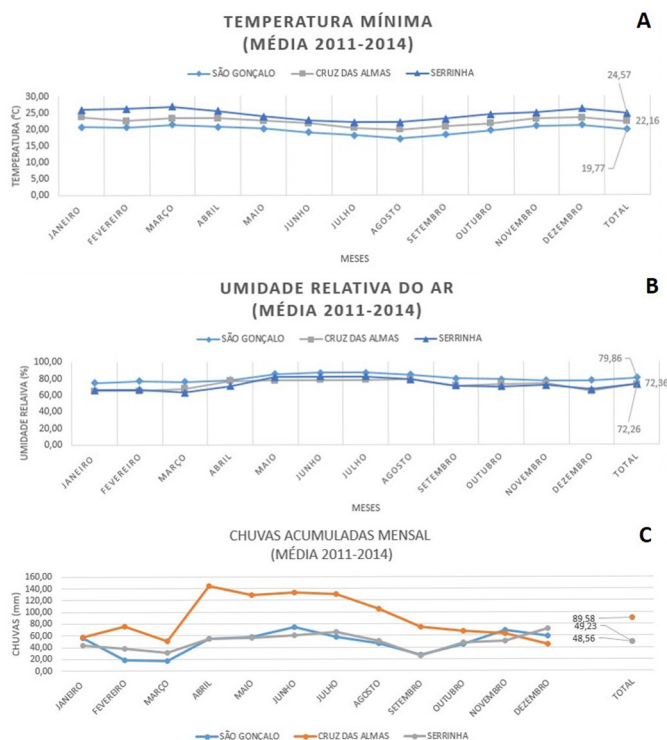 TEMPERATURA MÍNIMA
A
(MÉDIA 2011-2014)
SÃO GONÇALO CRUZ DAS ALMAS SERRINHA
24,57
TEMPERATURA (ºC)
30,00
25,00
20,00
15,00
10,00
5,00
0,00
22,16
19,77
JANEIRO
FEVEREIRO
MARÇO
ABRIL
MAIO
JUNHO
JULHO
AGOSTO
SETEMBRO
OUTUBRO
NOVEMBRO
DEZEMBRO
TOTAL
MESES
UMIDADE RELATIVA DO AR
B
(MÉDIA 2011-2014)
SÃO GONÇALO CRUZ DAS ALMAS SERRINHA
79,86
UMIDADE RELAIVA (%)
100,00
80,00
60,00
40,00
20,00
0,00
72,36
72,26
JANEIRO
FEVEREIRO
MARÇO
ABRIL
MAIO
JUNHO
JULHO
AGOSTO
SETEMBRO
OUTUBRO
NOVEMBRO
DEZEMBRO
TOTAL
MESES
CHUVAS ACUMULADAS MENSAL
C
(MÉDIA 2011-2014)
CHUVAS (mm)
160,00
140,00
120,00
100,00
80,00
60,00
40,00
20,00
0,00
89,58
49,23
48,56
JANEIRO
FEVEREIRO
MARÇO
ABRIL
MAIO
JUNHO
JULHO
AGOSTO
SETEMBRO
OUTUBRO
NOVEMBRO
DEZEMBRO
TOTAL
SÃO GONÇALO CRUZ DAS ALMAS SERRINHA